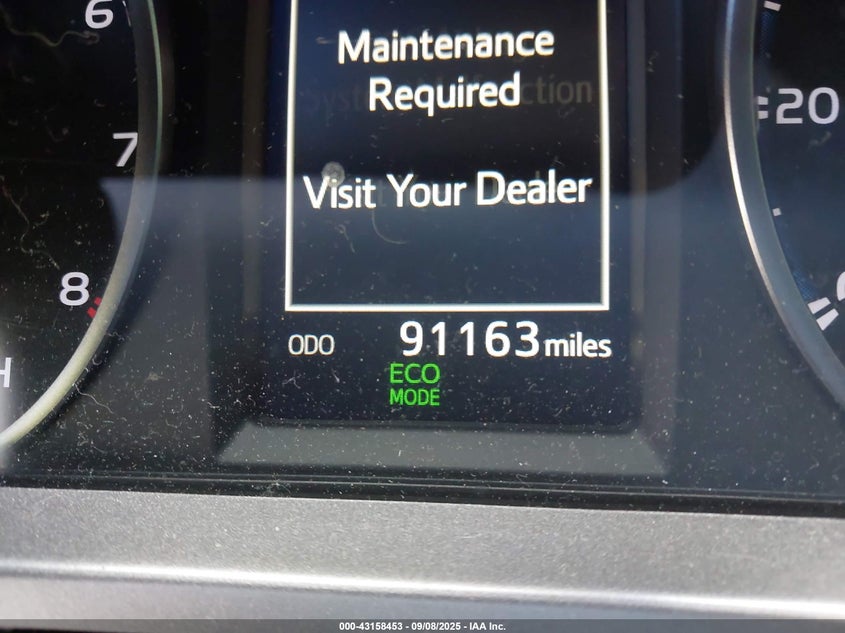 6
7
8
H
Maintenance
Required
Visit Your Dealer
ODO 91163 miles
ECO
MODE
20
000-43158453 - 09/08/2025 - IAA Inc.